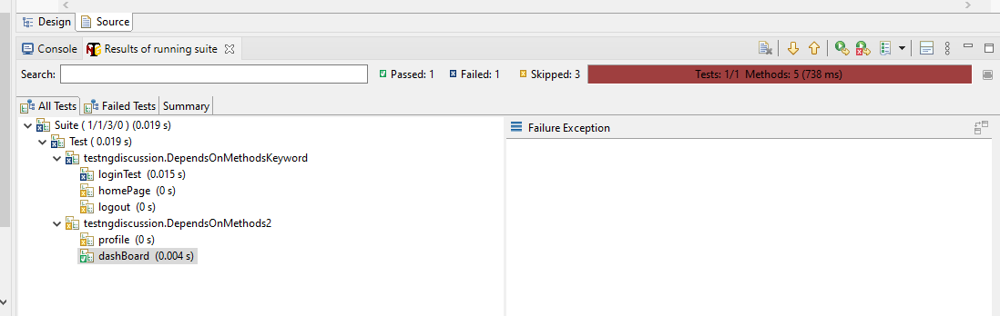 Design Source
Console Results of running suite
Search: Passed: 1 Failed: 1 Skipped: 3 Tests: 1/1 Methods: 5 (738 ms)
All Tests Failed Tests Summary
Suite ( 1/1/3/0 ) (0.019 s) Failure Exception
Test ( 0.019 s)
testngdiscussion.DependsOnMethodsKeyword
loginTest (0.015 s)
homePage (0 s)
logout (0 s)
testngdiscussion.DependsOnMethods2
profile (0 s)
dashBoard (0.004 s)